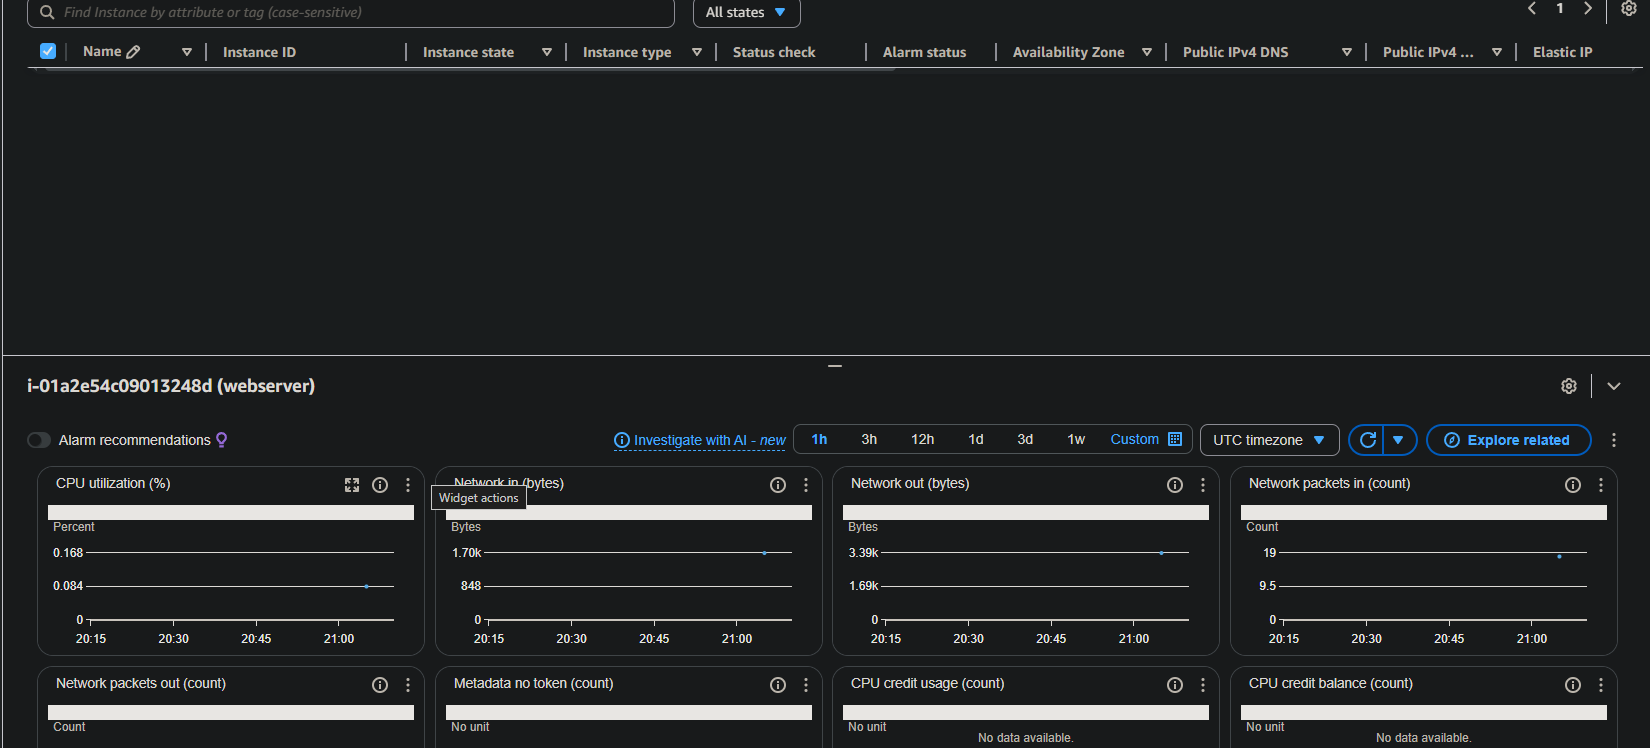 Find Instance by attribute or tag (case-sensitive)
All states
1
Name
Instance ID
Instance state
Instance type
Status check
Alarm status
Availability Zone
Public IPv4 DNS
Public IPv4 ...
Elastic IP
i-01a2e54c09013248d (webserver)
Alarm recommendations
Investigate with AI - new
1h
3h
12h
1d
3d
1w
Custom
UTC timezone
Explore related
CPU utilization (%)
Percent
0.168
0.084
0
20:15
20:30
20:45
21:00
Widget actions
Network in (bytes)
Bytes
1.70k
848
0
20:15
20:30
20:45
21:00
Network out (bytes)
Bytes
3.39k
1.69k
0
20:15
20:30
20:45
21:00
Network packets in (count)
Count
19
9.5
0
20:15
20:30
20:45
21:00
Network packets out (count)
Count
Metadata no token (count)
No unit
CPU credit usage (count)
No unit
No data available.
CPU credit balance (count)
No unit
No data available.